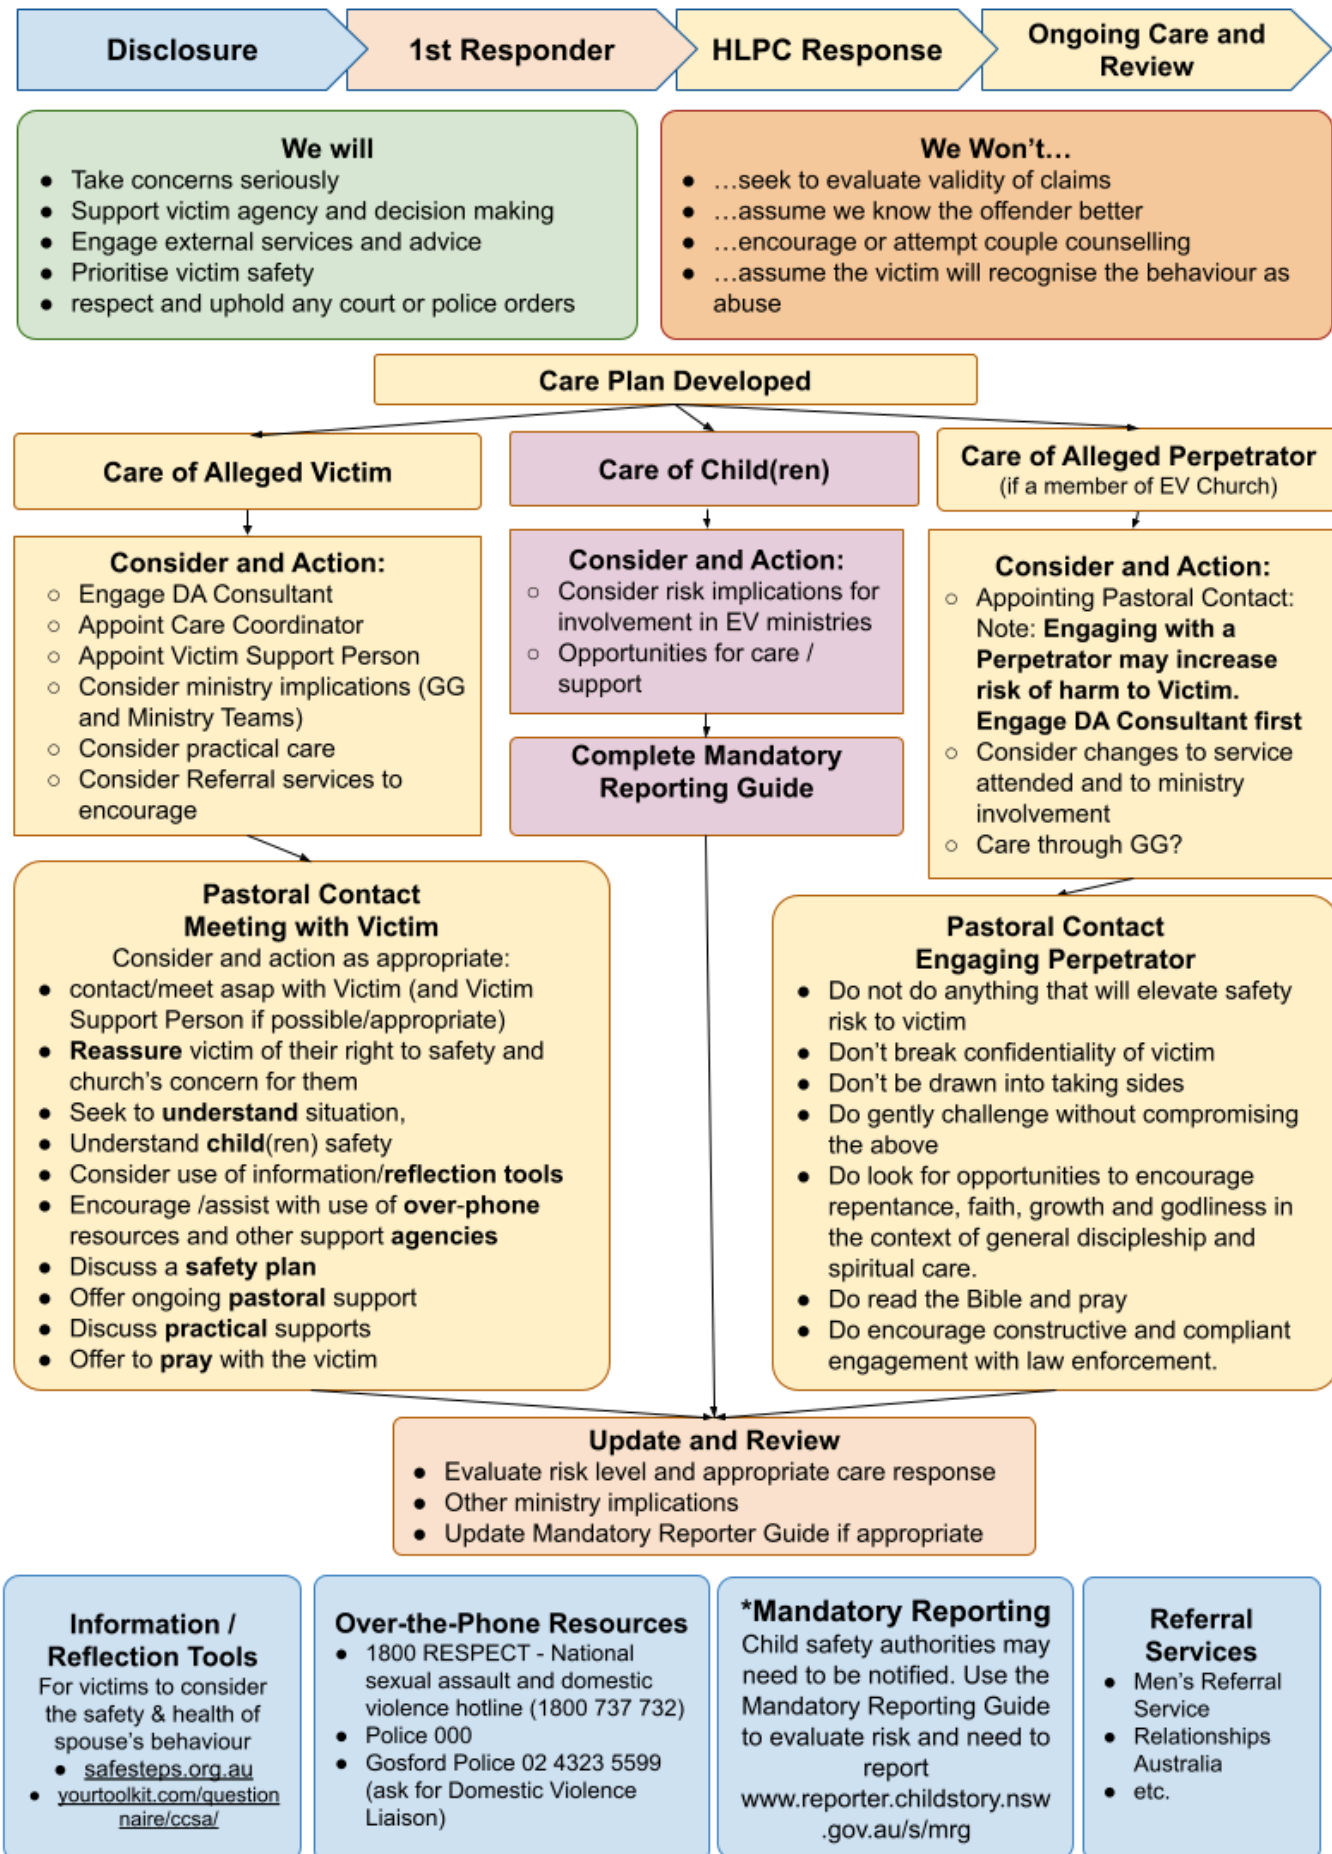 Disclosure
1st Responder
HLPC Response
Ongoing Care and
Review
We will
● Take concerns seriously
● Support victim agency and decision making
● Engage external services and advice
● Prioritise victim safety
● respect and uphold any court or police orders
We Won’t…
● …seek to evaluate validity of claims
● …assume we know the offender better
● …encourage or attempt couple counselling
● …assume the victim will recognise the behaviour as
abuse
Care Plan Developed
Care of Alleged Victim
Care of Child(ren)
Care of Alleged Perpetrator
(if a member of EV Church)
Consider and Action:
○ Engage DA Consultant
○ Appoint Care Coordinator
○ Appoint Victim Support Person
○ Consider ministry implications (GG
and Ministry Teams)
○ Consider practical care
○ Consider Referral services to
encourage
Consider and Action:
○ Consider risk implications for
involvement in EV ministries
○ Opportunities for care /
support
Complete Mandatory
Reporting Guide
Consider and Action:
○ Appointing Pastoral Contact:
Note: Engaging with a
Perpetrator may increase
risk of harm to Victim.
Engage DA Consultant first
○ Consider changes to service
attended and to ministry
involvement
○ Care through GG?
Pastoral Contact
Meeting with Victim
Consider and action as appropriate:
● contact/meet asap with Victim (and Victim
Support Person if possible/appropriate)
● Reassure victim of their right to safety and
church’s concern for them
● Seek to understand situation,
● Understand child(ren) safety
● Consider use of information/reflection tools
● Encourage /assist with use of over-phone
resources and other support agencies
● Discuss a safety plan
● Offer ongoing pastoral support
● Discuss practical supports
● Offer to pray with the victim
Pastoral Contact
Engaging Perpetrator
● Do not do anything that will elevate safety
risk to victim
● Don’t break confidentiality of victim
● Don’t be drawn into taking sides
● Do gently challenge without compromising
the above
● Do look for opportunities to encourage
repentance, faith, growth and godliness in
the context of general discipleship and
spiritual care.
● Do read the Bible and pray
● Do encourage constructive and compliant
engagement with law enforcement.
Update and Review
● Evaluate risk level and appropriate care response
● Other ministry implications
● Update Mandatory Reporter Guide if appropriate
Information /
Reflection Tools
For victims to consider
the safety & health of
spouse’s behaviour
● safesteps.org.au
● yourtoolkit.com/question
naire/ccsa/
Over-the-Phone Resources
● 1800 RESPECT - National
sexual assault and domestic
violence hotline (1800 737 732)
● Police 000
● Gosford Police 02 4323 5599
(ask for Domestic Violence
Liaison)
*Mandatory Reporting
Child safety authorities may
need to be notified. Use the
Mandatory Reporting Guide
to evaluate risk and need to
report
www.reporter.childstory.nsw
.gov.au/s/mrg
Referral
Services
● Men’s Referral
Service
● Relationships
Australia
● etc.